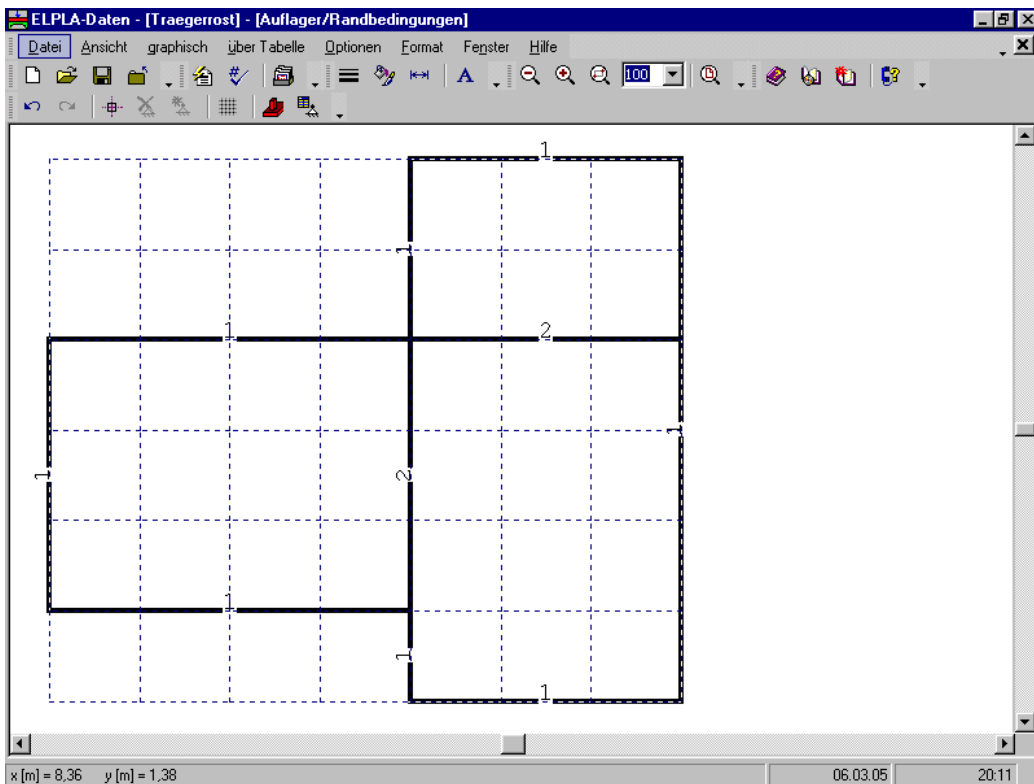 ELPLA-Daten - [Traegerrost] - [Auflager/Randbedingungen]
Datei Ansicht graphisch über Tabelle Optionen Format Fenster Hilfe
A 100
1
1
1 2
1
1 2
1
1
1
x [m] = 8,36 y [m] = 1,38 06.03.05 20:11